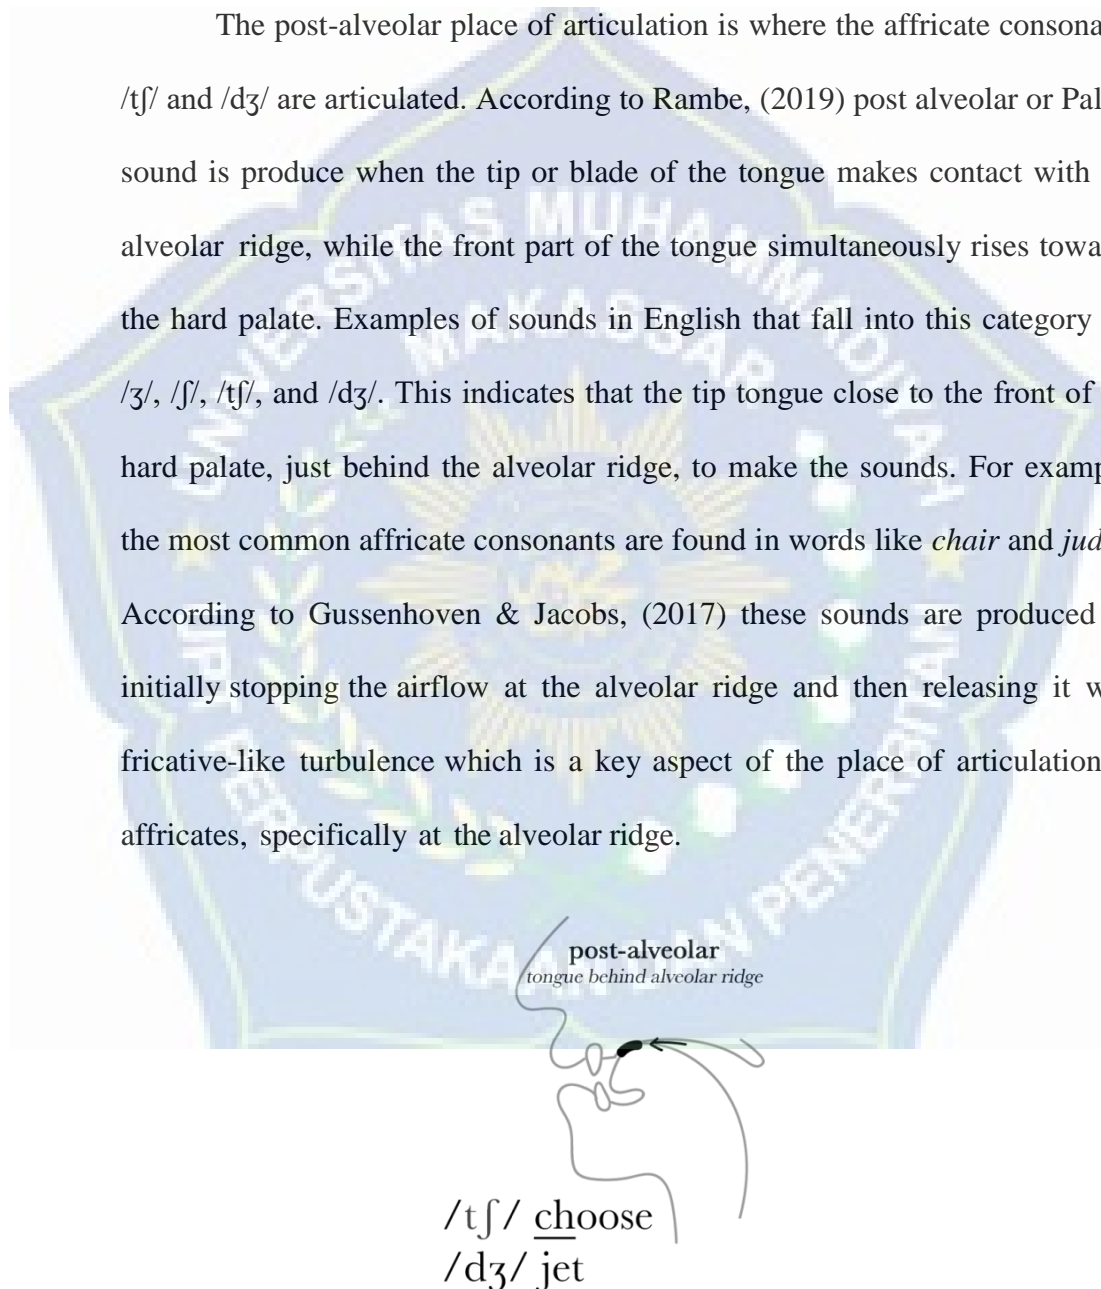 The post-alveolar place of articulation is where the affricate consona
/tʃ/ and /dʒ/ are articulated. According to Rambe, (2019) post alveolar or Pal
sound is produce when the tip or blade of the tongue makes contact with
alveolar ridge, while the front part of the tongue simultaneously rises towa
the hard palate. Examples of sounds in English that fall into this category
/ʒ/, /ʃ/, /tʃ/, and /dʒ/. This indicates that the tip tongue close to the front of
hard palate, just behind the alveolar ridge, to make the sounds. For examp
the most common affricate consonants are found in words like chair and jud
According to Gussenhoven & Jacobs, (2017) these sounds are produced
initially stopping the airflow at the alveolar ridge and then releasing it w
fricative-like turbulence which is a key aspect of the place of articulation
affricates, specifically at the alveolar ridge.
UNIVERSITAS MUHAMMADIYAH
MAKASSAR
UPT PERPUSTAKAAN DAN PENERBITAN
post-alveolar
tongue behind alveolar ridge
/tʃ/ choose
/dʒ/ jet